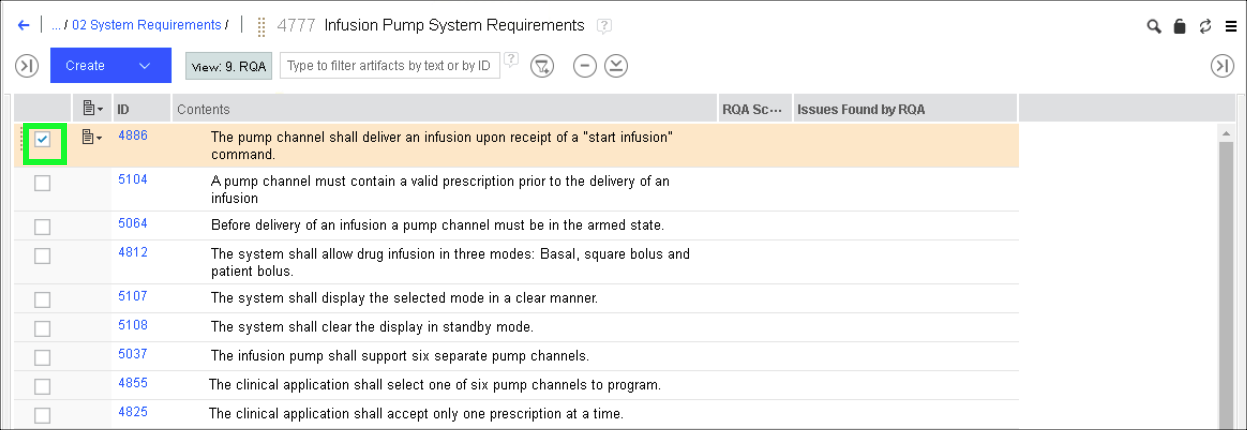 ... / 02 System Requirements / 4777 Infusion Pump System Requirements ?
Create View: 9. RQA Type to filter artifacts by text or by ID ?
ID Contents RQA Sc... Issues Found by RQA
4886 The pump channel shall deliver an infusion upon receipt of a "start infusion"
command.
5104 A pump channel must contain a valid prescription prior to the delivery of an
infusion
5064 Before delivery of an infusion a pump channel must be in the armed state.
4812 The system shall allow drug infusion in three modes: Basal, square bolus and
patient bolus.
5107 The system shall display the selected mode in a clear manner.
5108 The system shall clear the display in standby mode.
5037 The infusion pump shall support six separate pump channels.
4855 The clinical application shall select one of six pump channels to program.
4825 The clinical application shall accept only one prescription at a time.